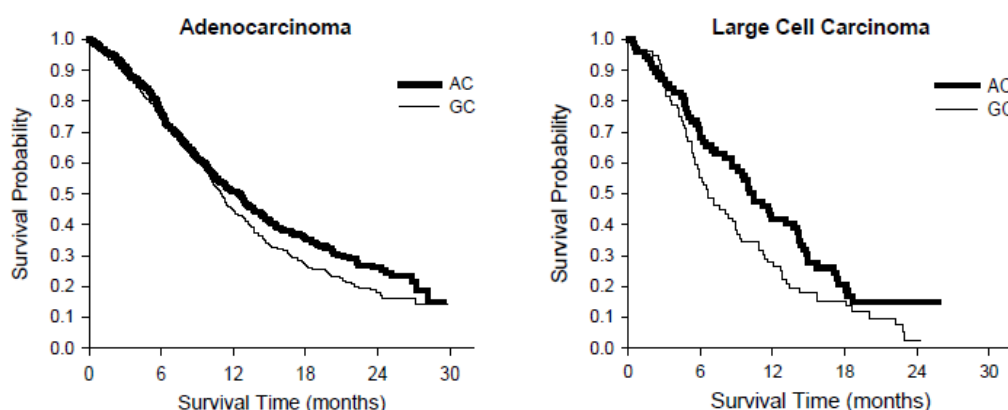 Adenocarcinoma
1.0
0.9
0.8
0.7
0.6
0.5
0.4
0.3
0.2
0.1
0.0
Survival Probability
AC
GC
0 6 12 18 24 30
Survival Time (months)
Large Cell Carcinoma
1.0
0.9
0.8
0.7
0.6
0.5
0.4
0.3
0.2
0.1
0.0
Survival Probability
AC
GC
0 6 12 18 24 30
Survival Time (months)